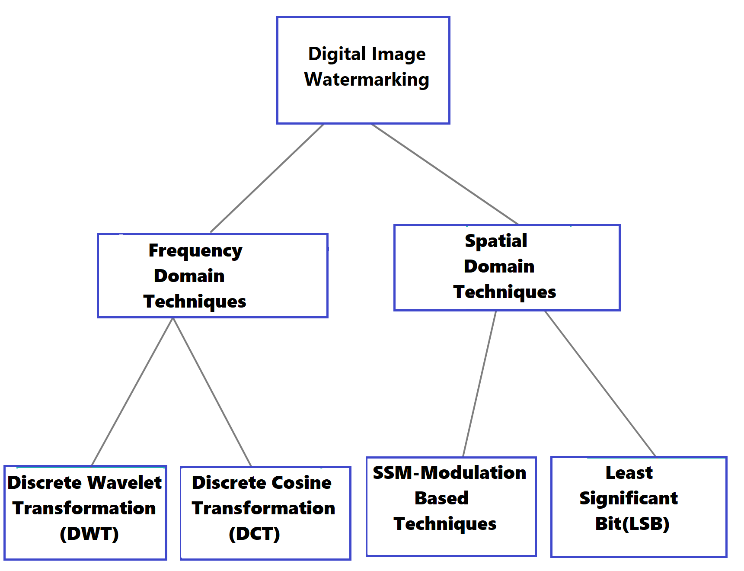 Digital Image
Watermarking
Frequency
Domain
Techniques
Spatial
Domain
Techniques
Discrete Wavelet
Transformation
(DWT)
Discrete Cosine
Transformation
(DCT)
SSM-Modulation
Based
Techniques
Least
Significant
Bit(LSB)